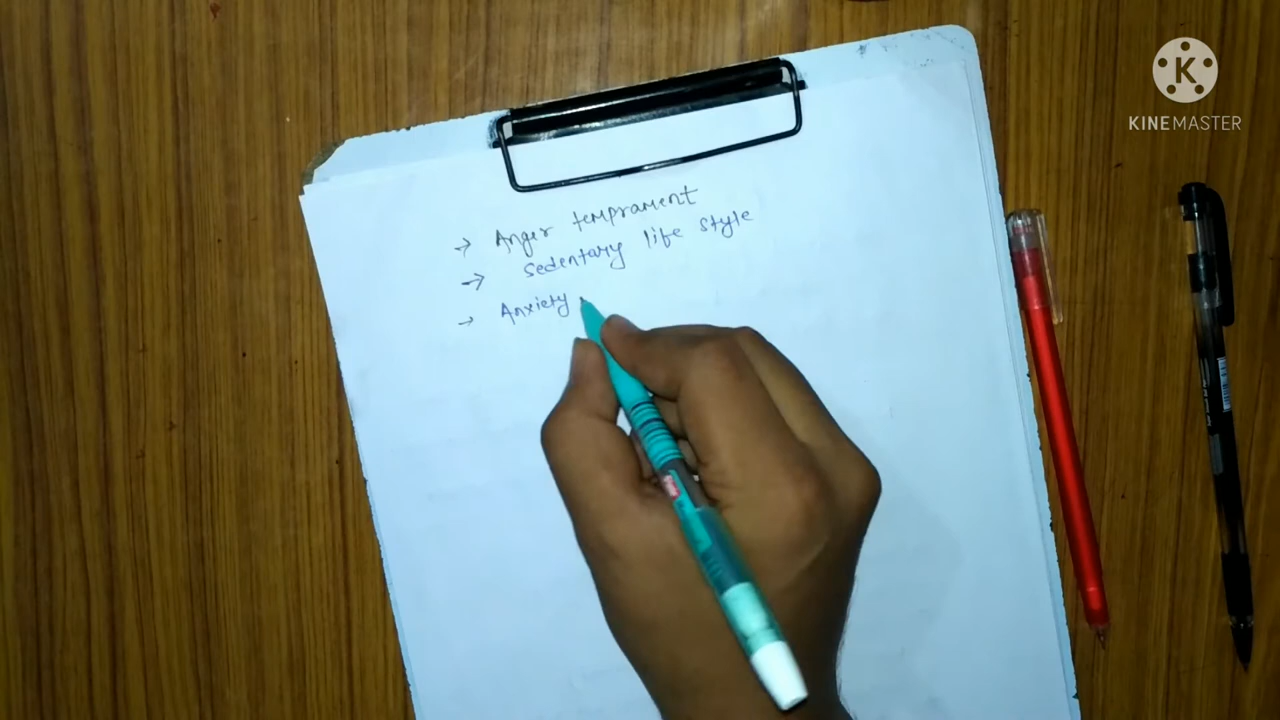 KINEMASTER
→ Anger temprament
→ Sedentary life style
→ Anxiety